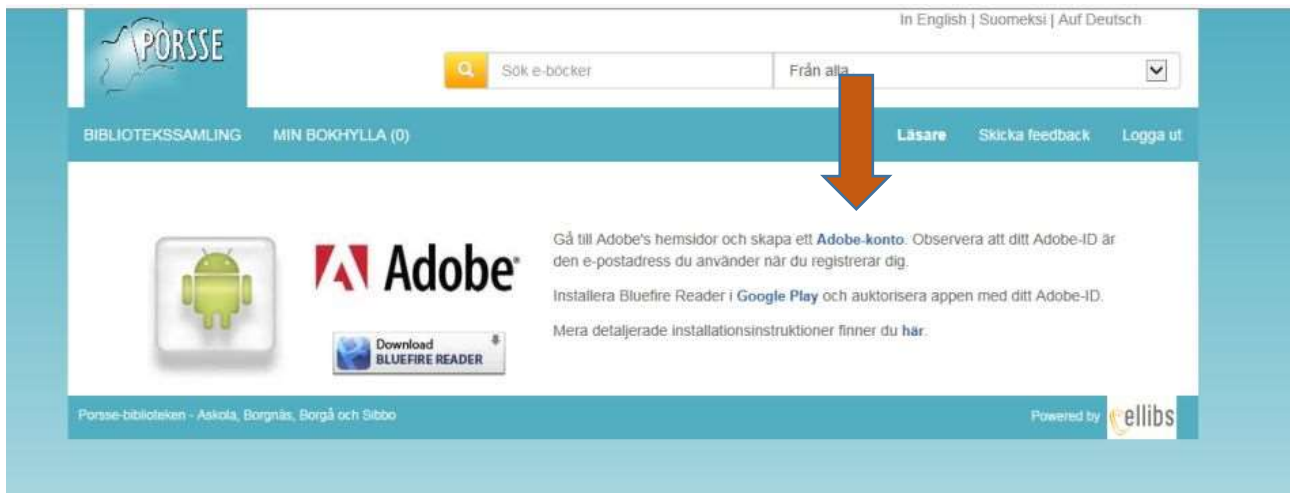 In English | Suomeksi | Auf Deutsch
PORSSE
Sök e-böcker
Från alla
BIBLIOTEKSSAMLING MIN BOKHYLLA (0) Läsare Skicka feedback Logga ut
Gå till Adobe's hemsidor och skapa ett Adobe-konto. Observera att ditt Adobe-ID är
den e-postadress du använder när du registrerar dig.
Adobe
Installera Bluefire Reader i Google Play och auktorisera appen med ditt Adobe-ID.
Mera detaljerade installationsinstruktioner finner du här.
Download
BLUEFIRE READER
Porsse-biblioteken - Askola, Borgnäs, Borgå och Sibbo
Powered by ellibs